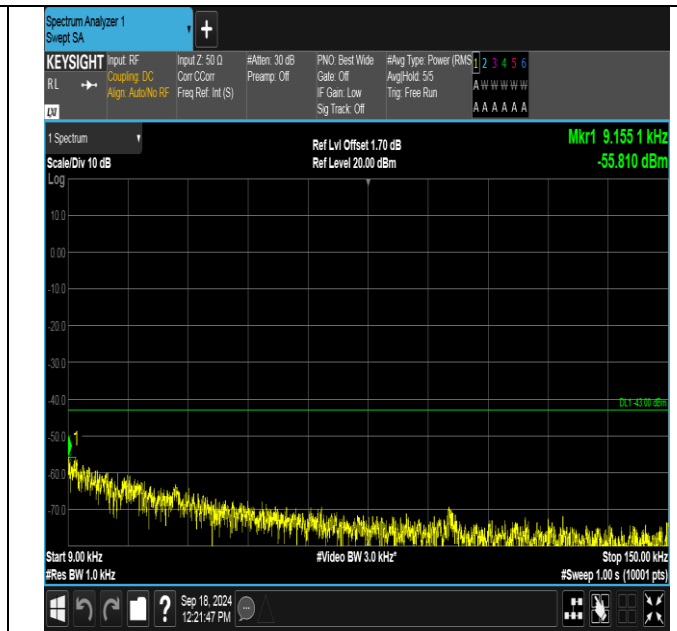 Spectrum Analyzer 1
Swept SA
+
KEYSIGHT
RL
LXI
Input: RF
Coupling: DC
Align: Auto/No RF
Input Z: 50 Ω
Corr CCorr
Freq Ref: Int (S)
#Atten: 30 dB
Preamp: Off
PNO: Best Wide
Gate: Off
IF Gain: Low
Sig Track: Off
#Avg Type: Power (RMS
Avg|Hold: 5/5
Trig: Free Run
1 2 3 4 5 6
A W W W W W
A A A A A A
1 Spectrum
Scale/Div 10 dB
Ref Lvl Offset 1.70 dB
Ref Level 20.00 dBm
Mkr1 9.155 1 kHz
-55.810 dBm
Log
10.0
0.00
-10.0
-20.0
-30.0
-40.0
DL1 -43.00 dBm
-50.0
1
-60.0
-70.0
Start 9.00 kHz
#Video BW 3.0 kHz*
Stop 150.00 kHz
#Res BW 1.0 kHz
#Sweep 1.00 s (10001 pts)
?
Sep 18, 2024
12:21:47 PM